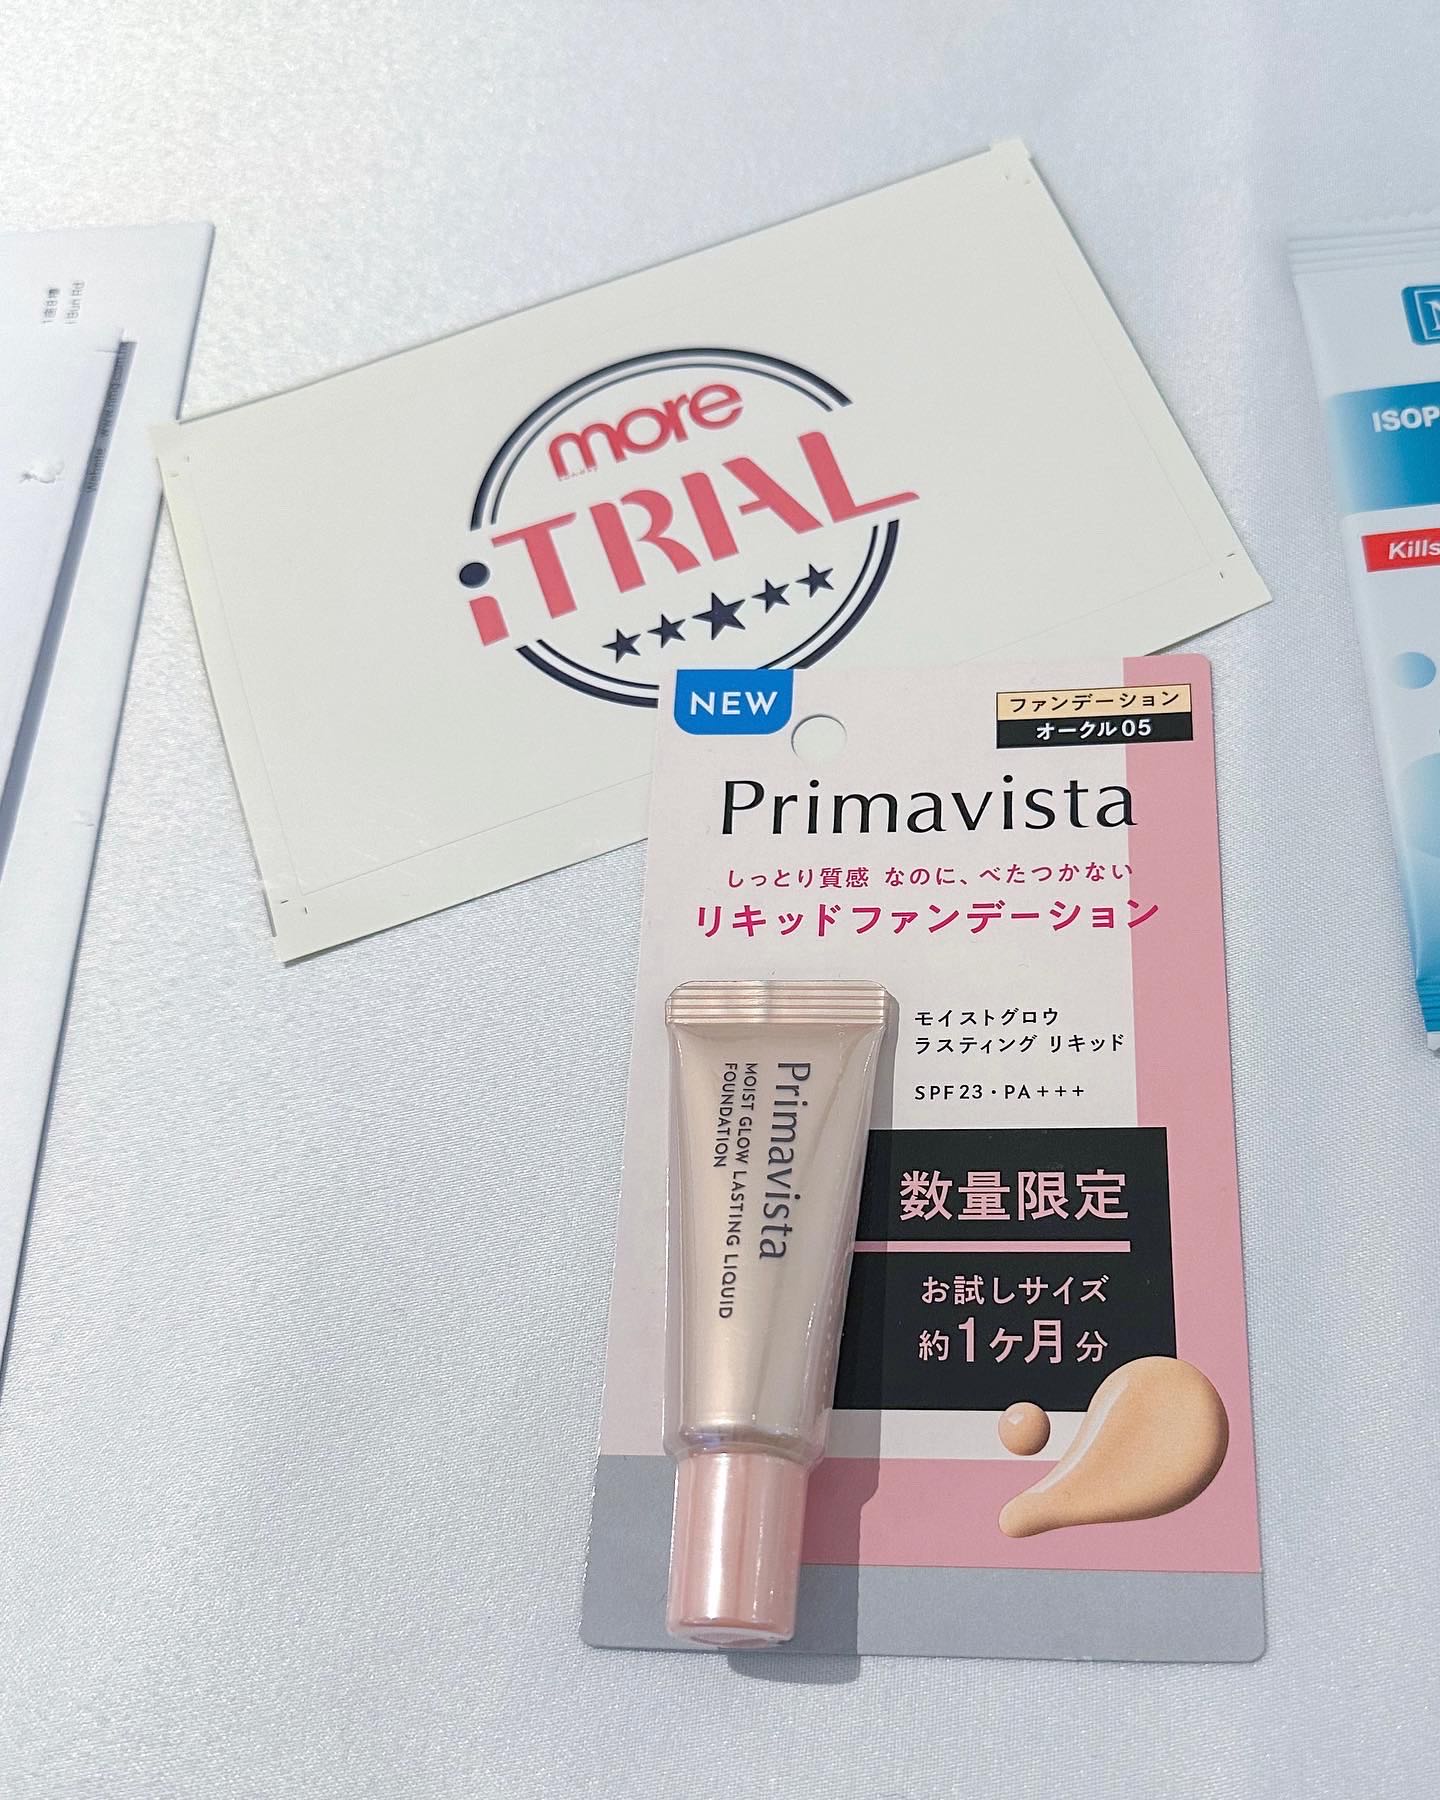 more
iTRIAL
NEW
ファンデーション
オークル05
Primavista
しっとり質感 なのに、べたつかない
リキッドファンデーション
モイストグロウ
ラスティング リキッド
SPF23・PA+++
数量限定
お試しサイズ
約1ケ月分
Primavista
MOIST GLOW LASTING LIQUID
FOUNDATION
ISOP
Kills